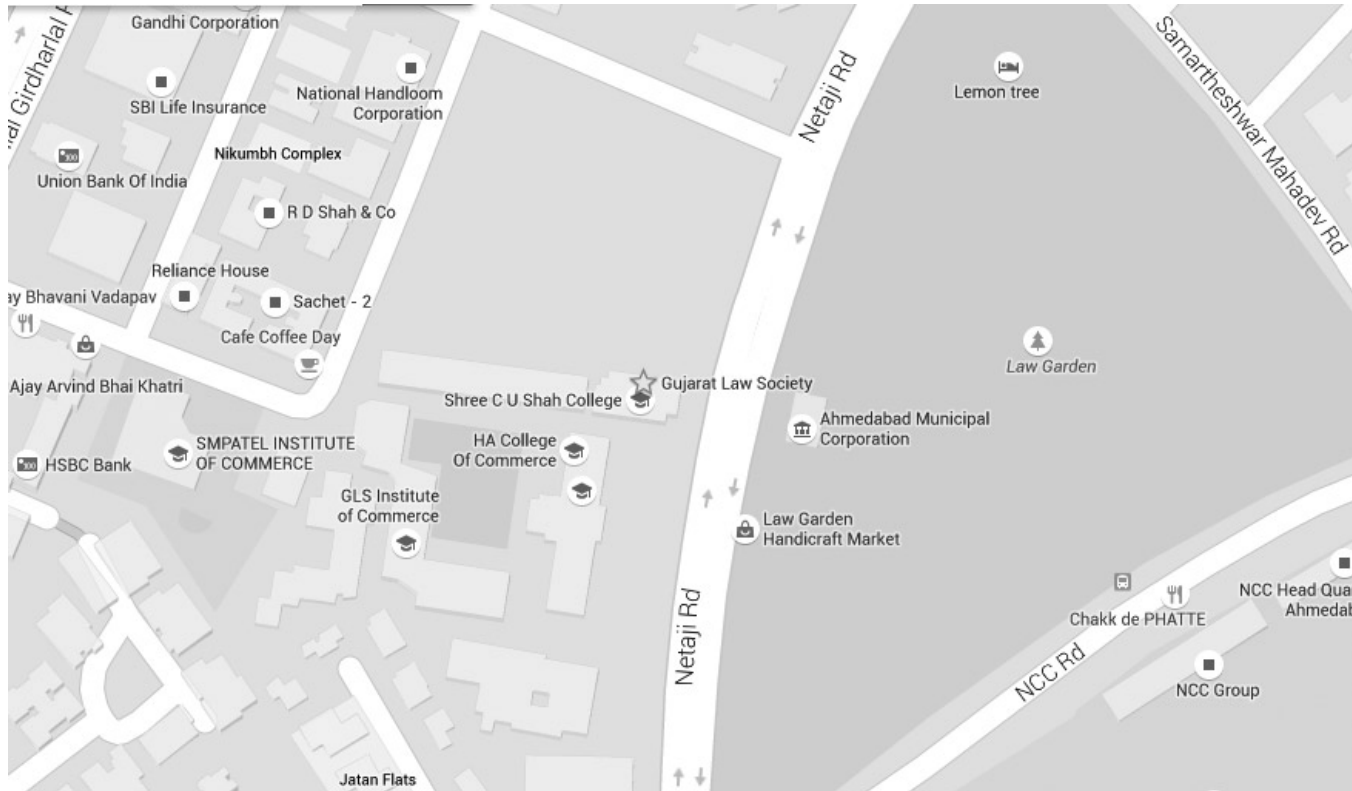 Gandhi Corporation
SBI Life Insurance
National Handloom
Corporation
Netaji Rd
Lemon tree
Samartheshwar Mahadev Rd
Girdharlal
Union Bank Of India
Nikumbh Complex
R D Shah & Co
Reliance House
Bhavani Vadapav
Sachet - 2
Cafe Coffee Day
Law Garden
Ajay Arvind Bhai Khatri
Gujarat Law Society
Shree C U Shah College
Ahmedabad Municipal
Corporation
SMPATEL INSTITUTE
OF COMMERCE
HA College
Of Commerce
HSBC Bank
GLS Institute
of Commerce
Law Garden
Handicraft Market
Netaji Rd
NCC Head
Chakk de PHATTE
NCC Rd
NCC Group
Jatan Flats